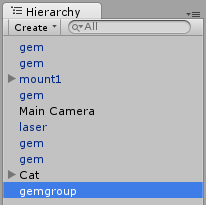 Hierarchy
Create All
gem
gem
mount1
gem
Main Camera
laser
gem
gem
Cat
gemgroup